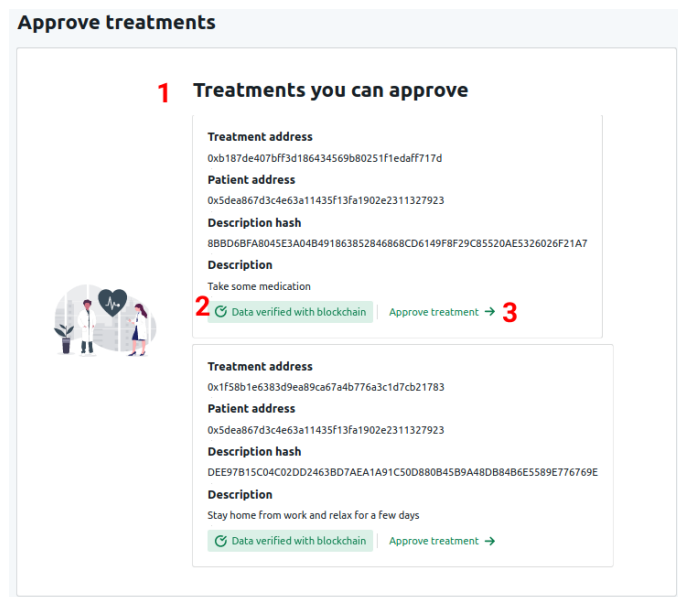 Approve treatments
1 Treatments you can approve
Treatment address
0xb187de407bff3d186434569b80251f1edaff717d
Patient address
0x5dea867d3c4e63a11435f13fa1902e2311327923
Description hash
8BBD6BFA8045E3A04B491863852846868CD6149F8F29C85520AE5326026F21A7
Description
Take some medication
2 Data verified with blockchain Approve treatment → 3
Treatment address
0x1f58b1e6383d9ea89ca67a4b776a3c1d7cb21783
Patient address
0x5dea867d3c4e63a11435f13fa1902e2311327923
Description hash
DEE97B15C04C02DD2463BD7AEA1A91C50D880B45B9A48DB84B6E5589E776769E
Description
Stay home from work and relax for a few days
Data verified with blockchain Approve treatment →